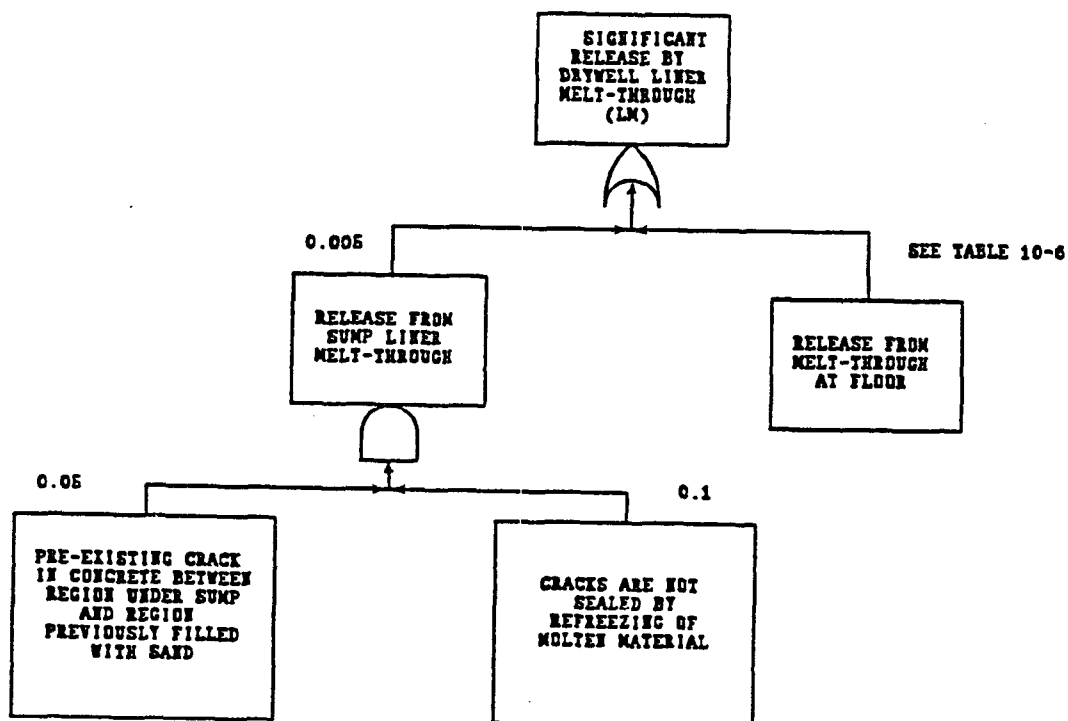 SIGNIFICANT
RELEASE BY
DRYWELL LINER
MELT-THROUGH
(LM)
0.005
SEE TABLE 10-6
RELEASE FROM
SUMP LINER
MELT-THROUGH
RELEASE FROM
MELT-THROUGH
AT FLOOR
0.05
0.1
PRE-EXISTING CRACK
IN CONCRETE BETWEEN
REGION UNDER SUMP
AND REGION
PREVIOUSLY FILLED
WITH SAND
CRACKS ARE NOT
SEALED BY
REFREEZING OF
MOLTEN MATERIAL